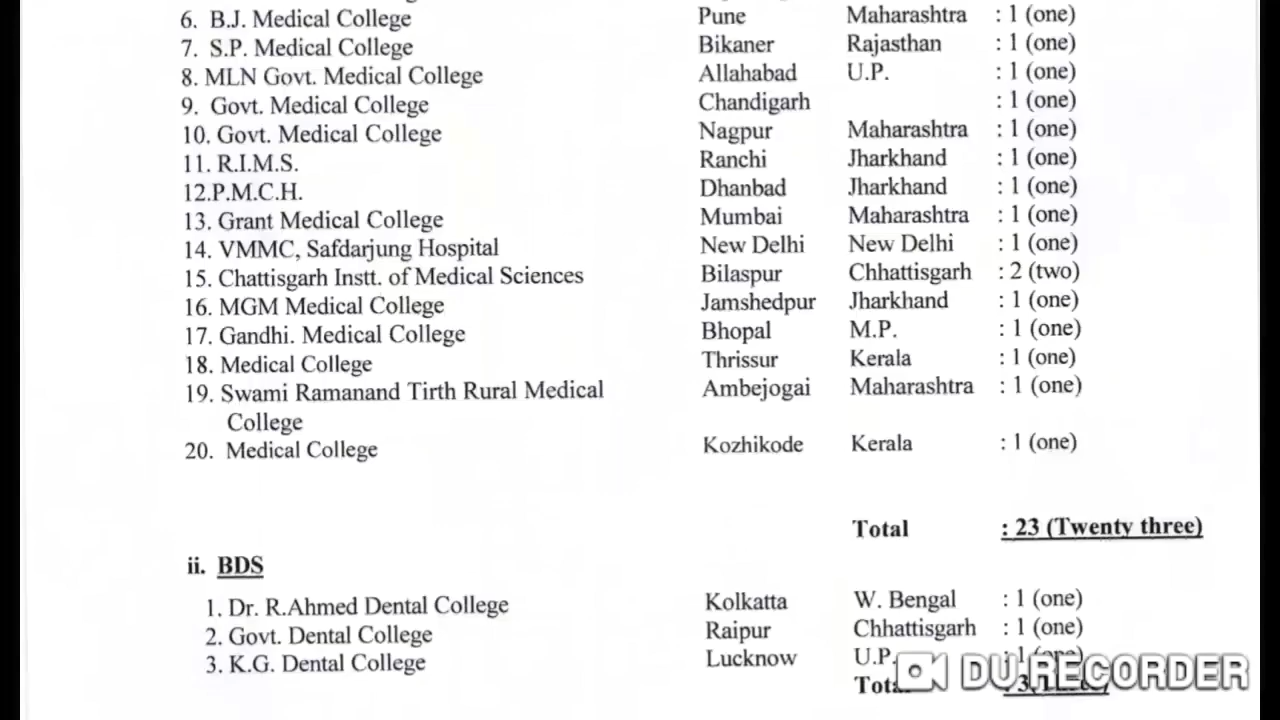 6. B.J. Medical College Pune Maharashtra : 1 (one)
7. S.P. Medical College Bikaner Rajasthan : 1 (one)
8. MLN Govt. Medical College Allahabad U.P. : 1 (one)
9. Govt. Medical College Chandigarh : 1 (one)
10. Govt. Medical College Nagpur Maharashtra : 1 (one)
11. R.I.M.S. Ranchi Jharkhand : 1 (one)
12.P.M.C.H. Dhanbad Jharkhand : 1 (one)
13. Grant Medical College Mumbai Maharashtra : 1 (one)
14. VMMC, Safdarjung Hospital New Delhi New Delhi : 1 (one)
15. Chattisgarh Instt. of Medical Sciences Bilaspur Chhattisgarh : 2 (two)
16. MGM Medical College Jamshedpur Jharkhand : 1 (one)
17. Gandhi. Medical College Bhopal M.P. : 1 (one)
18. Medical College Thrissur Kerala : 1 (one)
19. Swami Ramanand Tirth Rural Medical Ambejogai Maharashtra : 1 (one)
College
20. Medical College Kozhikode Kerala : 1 (one)
Total : 23 (Twenty three)
ii. BDS
1. Dr. R.Ahmed Dental College Kolkatta W. Bengal : 1 (one)
2. Govt. Dental College Raipur Chhattisgarh : 1 (one)
3. K.G. Dental College Lucknow U.P. : 1 (one)
Total : 3
DU RECORDER